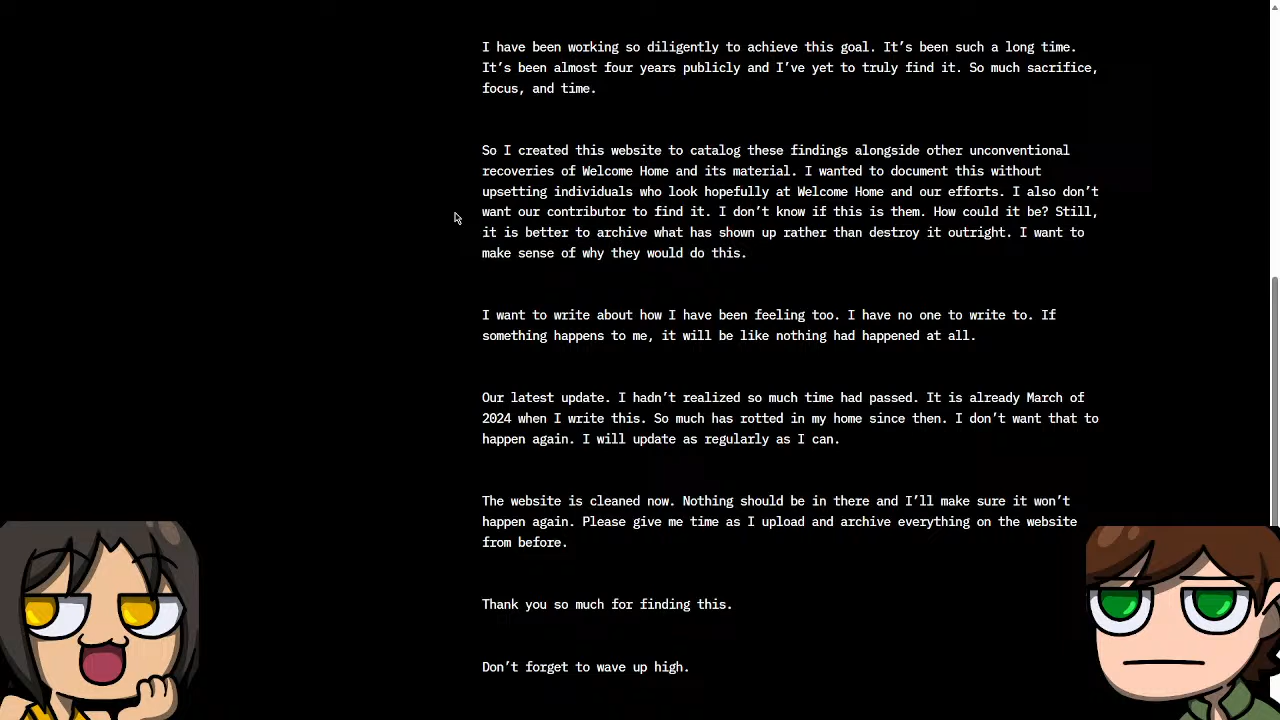 I have been working so diligently to achieve this goal. It’s been such a long time.
It’s been almost four years publicly and I’ve yet to truly find it. So much sacrifice,
focus, and time.
So I created this website to catalog these findings alongside other unconventional
recoveries of Welcome Home and its material. I wanted to document this without
upsetting individuals who look hopefully at Welcome Home and our efforts. I also don’t
want our contributor to find it. I don’t know if this is them. How could it be? Still,
it is better to archive what has shown up rather than destroy it outright. I want to
make sense of why they would do this.
I want to write about how I have been feeling too. I have no one to write to. If
something happens to me, it will be like nothing had happened at all.
Our latest update. I hadn’t realized so much time had passed. It is already March of
2024 when I write this. So much has rotted in my home since then. I don’t want that to
happen again. I will update as regularly as I can.
The website is cleaned now. Nothing should be in there and I’ll make sure it won’t
happen again. Please give me time as I upload and archive everything on the website
from before.
Thank you so much for finding this.
Don’t forget to wave up high.